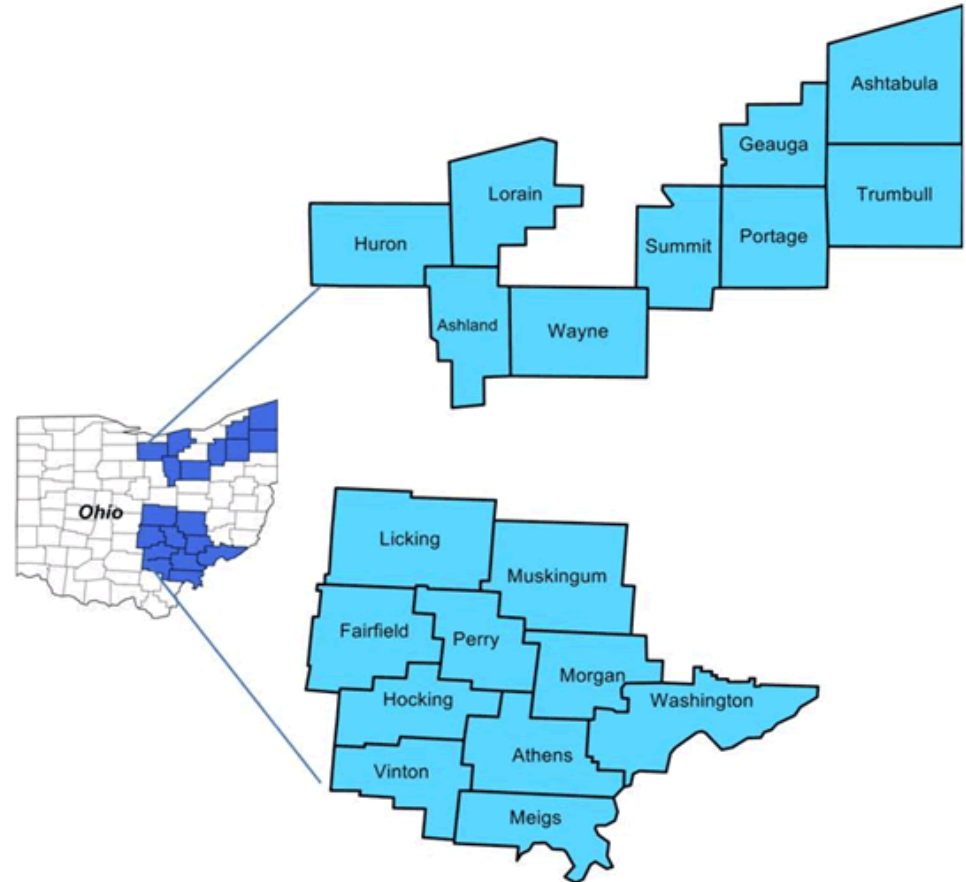 Ashtabula
Geauga
Lorain
Trumbull
Huron
Summit
Portage
Ashland
Wayne
Ohio
Licking
Muskingum
Fairfield
Perry
Morgan
Hocking
Washington
Athens
Vinton
Meigs